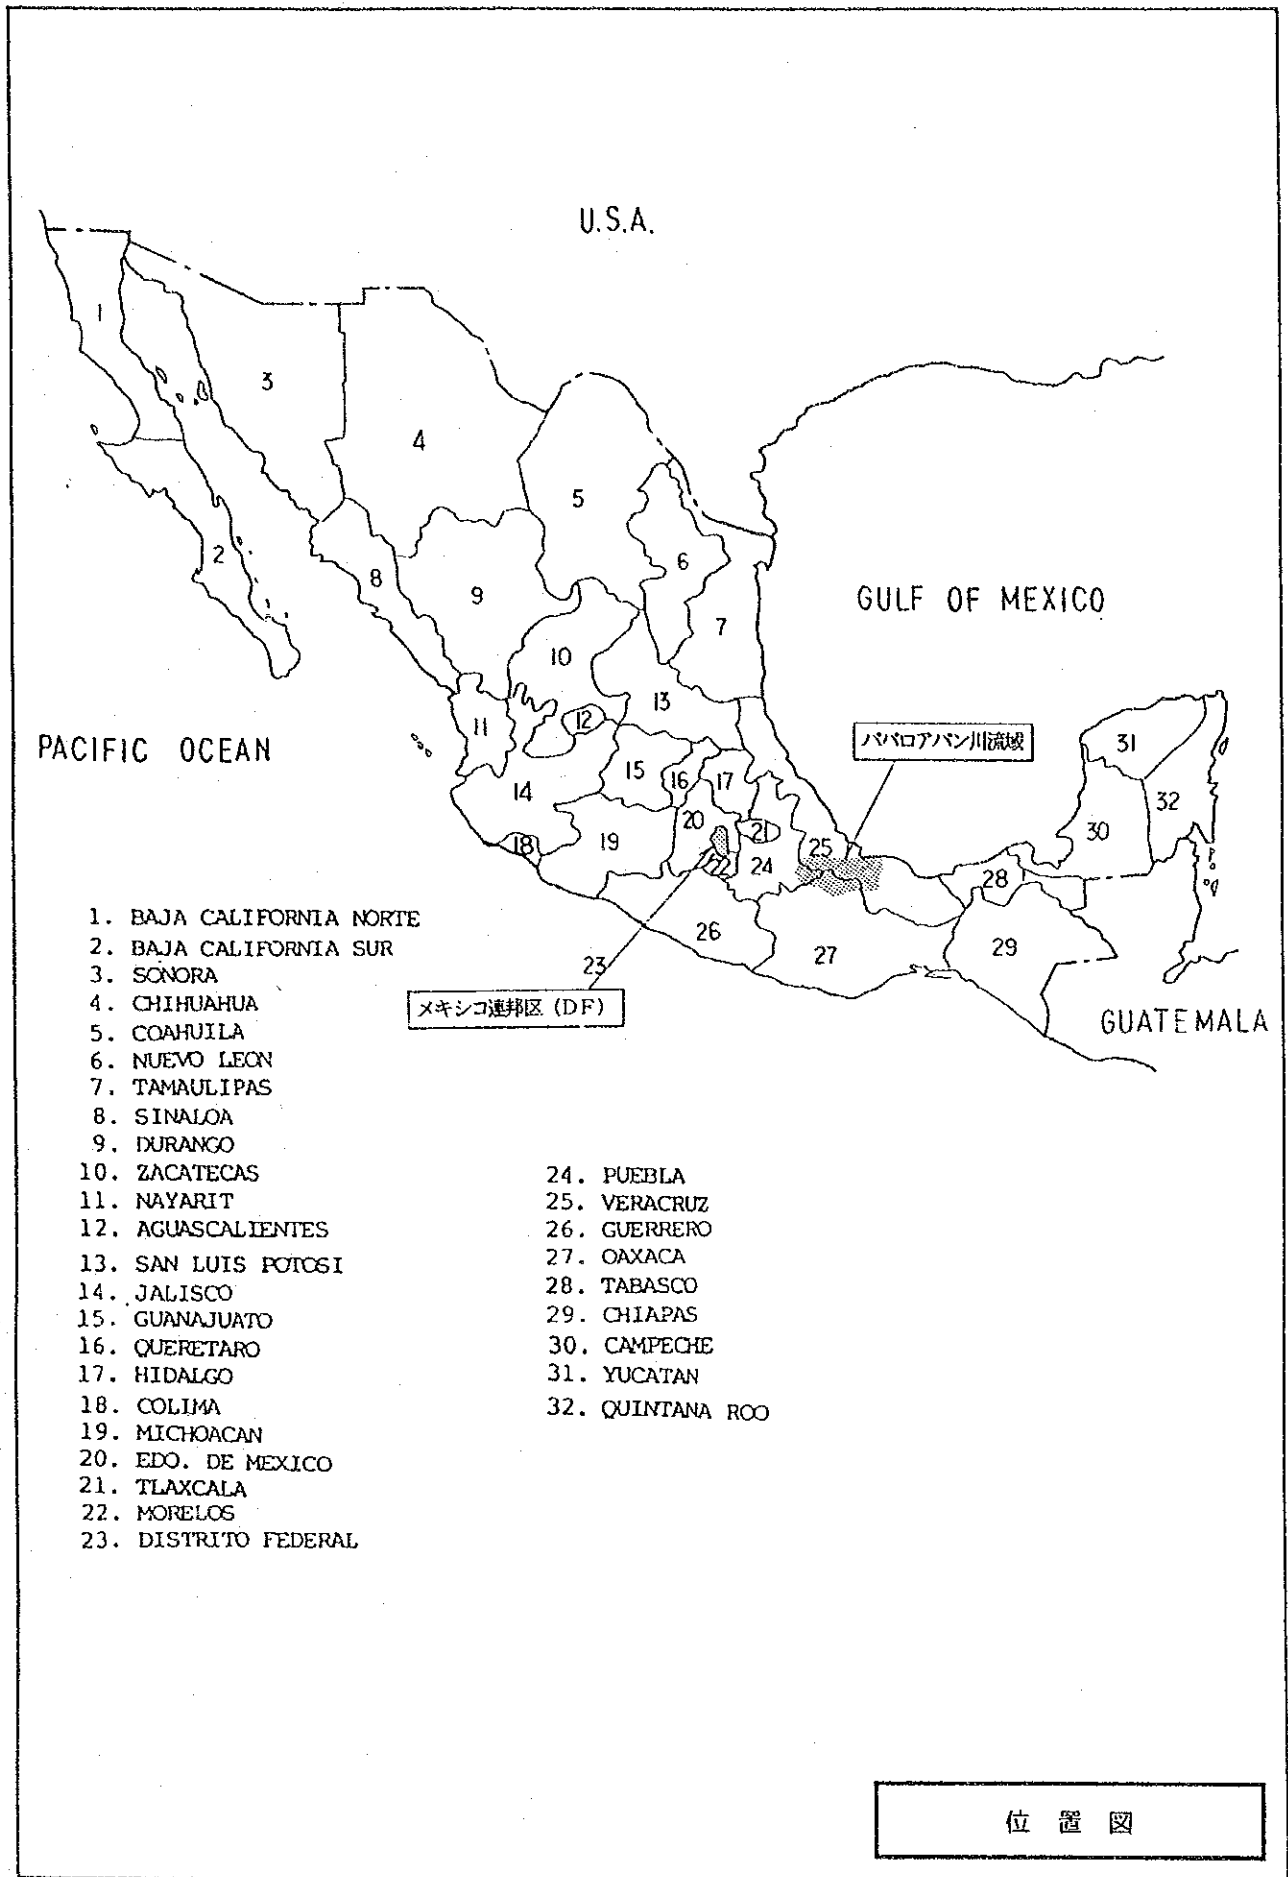 U.S.A.
1
3
4
5
2
8
6
9
GULF OF MEXICO
7
10
13
12
11
PACIFIC OCEAN
パパロアパン川流域
31
15
16
17
14
32
20
21
30
18
19
25
22
24
28
26
27
29
23
メキシコ連邦区 (DF)
GUATEMALA
1. BAJA CALIFORNIA NORTE
2. BAJA CALIFORNIA SUR
3. SONORA
4. CHIHUAHUA
5. COAHUILA
6. NUEVO LEON
7. TAMAULIPAS
8. SINALOA
9. DURANGO
10. ZACATECAS
11. NAYARIT
12. AGUASCALIENTES
13. SAN LUIS POTOSI
14. JALISCO
15. GUANAJUATO
16. QUERETARO
17. HIDALGO
18. COLIMA
19. MICHOACAN
20. EDO. DE MEXICO
21. TLAXCALA
22. MORELOS
23. DISTRITO FEDERAL
24. PUEBLA
25. VERACRUZ
26. GUERRERO
27. OAXACA
28. TABASCO
29. CHIAPAS
30. CAMPECHE
31. YUCATAN
32. QUINTANA ROO
位置図